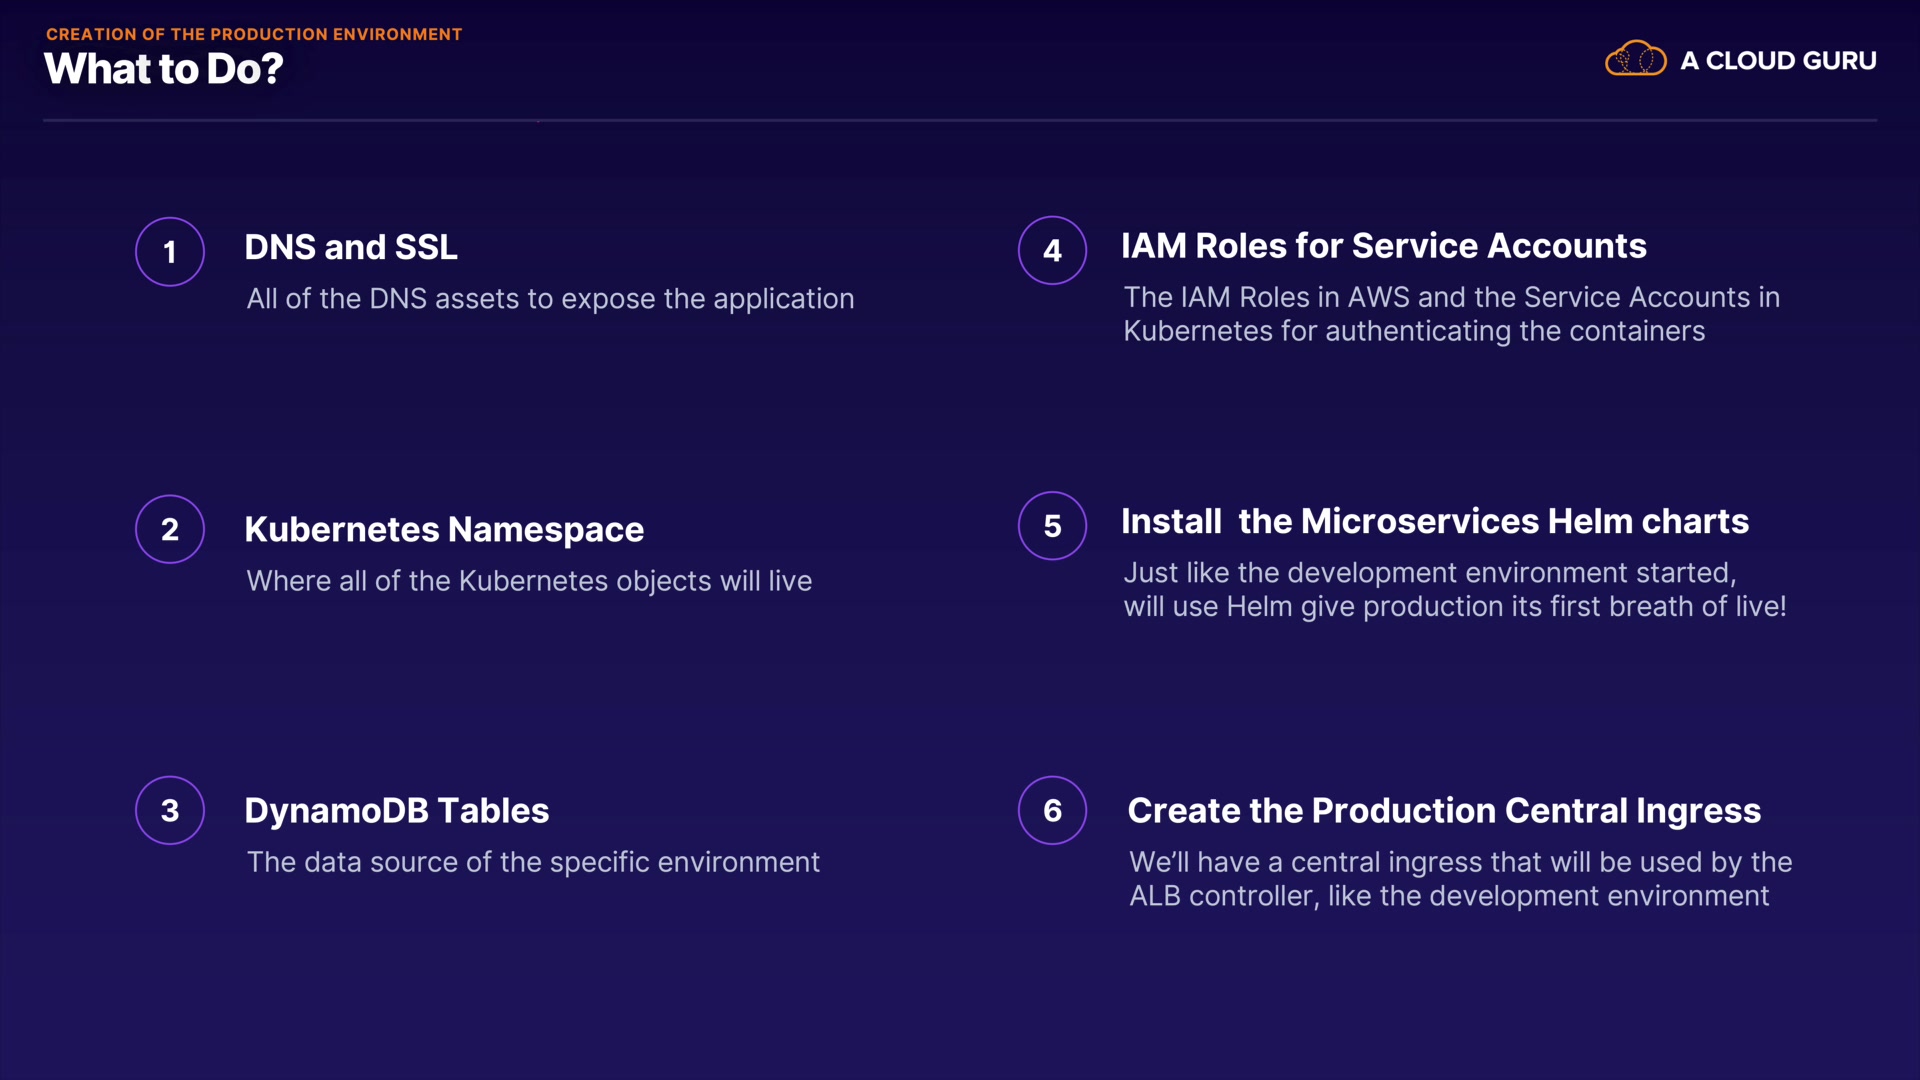 CREATION OF THE PRODUCTION ENVIRONMENT
What to Do?
A CLOUD GURU
1
DNS and SSL
All of the DNS assets to expose the application
2
Kubernetes Namespace
Where all of the Kubernetes objects will live
3
DynamoDB Tables
The data source of the specific environment
4
IAM Roles for Service Accounts
The IAM Roles in AWS and the Service Accounts in
Kubernetes for authenticating the containers
5
Install  the Microservices Helm charts
Just like the development environment started,
will use Helm give production its first breath of live!
6
Create the Production Central Ingress
We’ll have a central ingress that will be used by the
ALB controller, like the development environment